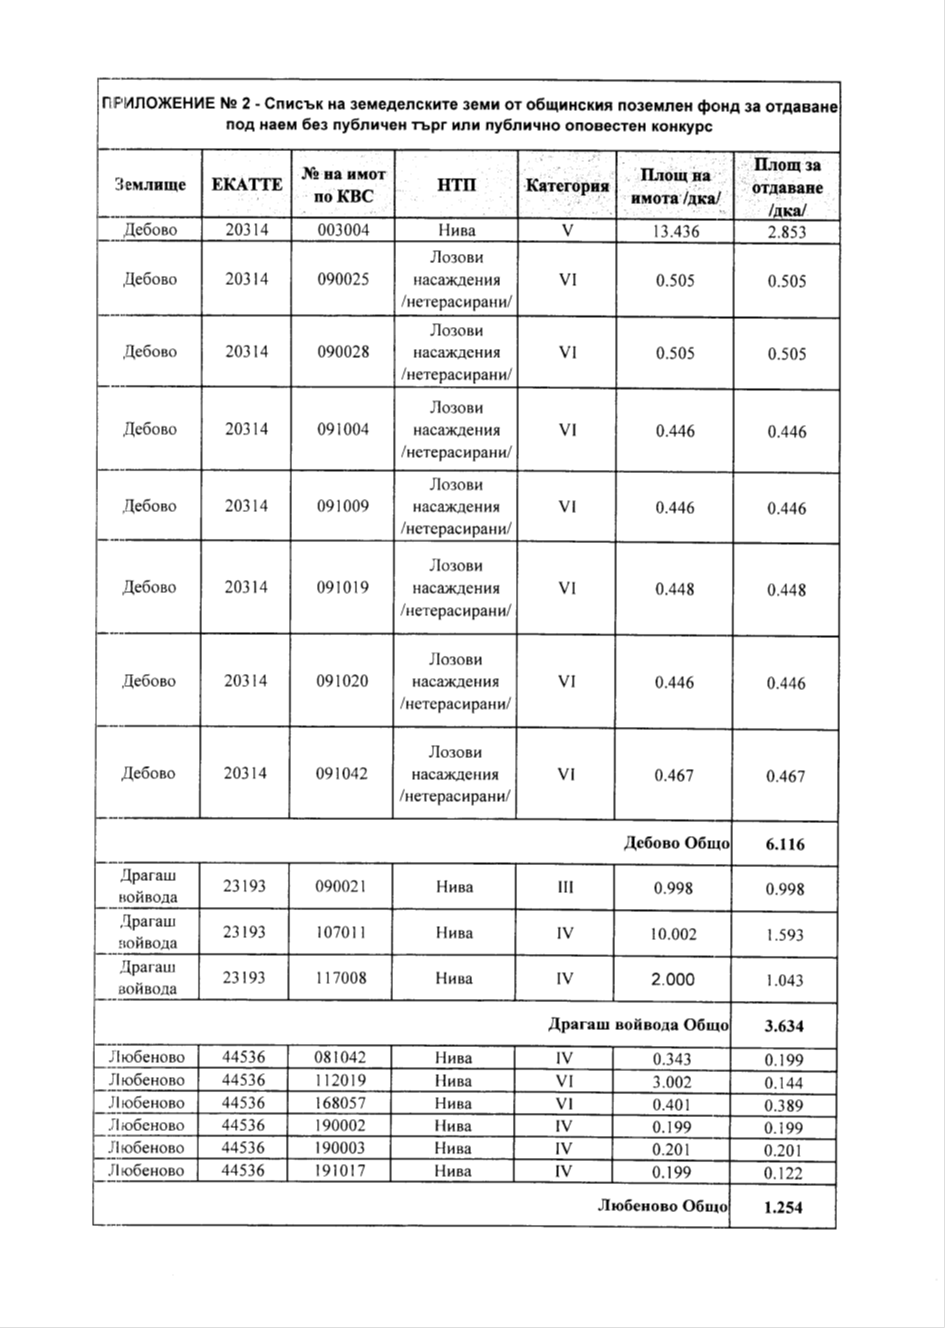 ПРИЛОЖЕНИЕ № 2 - Списък на земеделските земи от общинския поземлен фонд за отдаване
под наем без публичен търг или публично оповестен конкурс
Землище ЕКАТТЕ № на имот по КВС НТП Категория Площ на имота /дка/ Площ за отдаване /дка/
Дебово 20314 003004 Нива V 13.436 2.853
Дебово 20314 090025 Лозови насаждения /нетерасирани/ VI 0.505 0.505
Дебово 20314 090028 Лозови насаждения /нетерасирани/ VI 0.505 0.505
Дебово 20314 091004 Лозови насаждения /нетерасирани/ VI 0.446 0.446
Дебово 20314 091009 Лозови насаждения /нетерасирани/ VI 0.446 0.446
Дебово 20314 091019 Лозови насаждения /нетерасирани/ VI 0.448 0.448
Дебово 20314 091020 Лозови насаждения /нетерасирани/ VI 0.446 0.446
Дебово 20314 091042 Лозови насаждения /нетерасирани/ VI 0.467 0.467
Дебово Общо 6.116
Драгаш войвода 23193 090021 Нива III 0.998 0.998
Драгаш войвода 23193 107011 Нива IV 10.002 1.593
Драгаш войвода 23193 117008 Нива IV 2.000 1.043
Драгаш войвода Общо 3.634
Любеново 44536 081042 Нива IV 0.343 0.199
Любеново 44536 112019 Нива VI 3.002 0.144
Любеново 44536 168057 Нива VI 0.401 0.389
Любеново 44536 190002 Нива IV 0.199 0.199
Любеново 44536 190003 Нива IV 0.201 0.201
Любеново 44536 191017 Нива IV 0.199 0.122
Любеново Общо 1.254